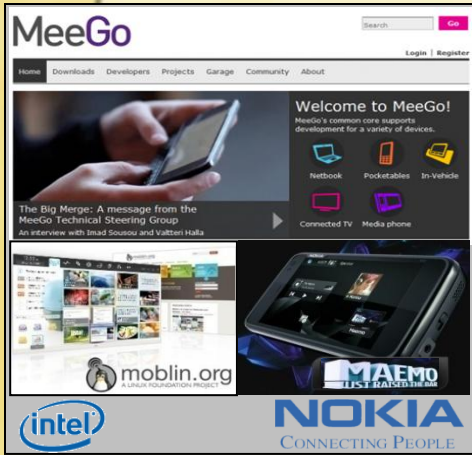 MeeGo
Search
Go
Login | Register
Home Downloads Developers Projects Garage Community About
Welcome to MeeGo!
MeeGo's common core supports
development for a variety of devices.
Netbook Pocketables In-Vehicle
Connected TV Media phone
The Big Merge: A message from the
MeeGo Technical Steering Group
An interview with Imad Sousou and Valtteri Halla
moblin.org
moblin.org
A LINUX FOUNDATION PROJECT
NOKIA
MAEMO
JUST RAISED THE BAR
intel
NOKIA
CONNECTING PEOPLE